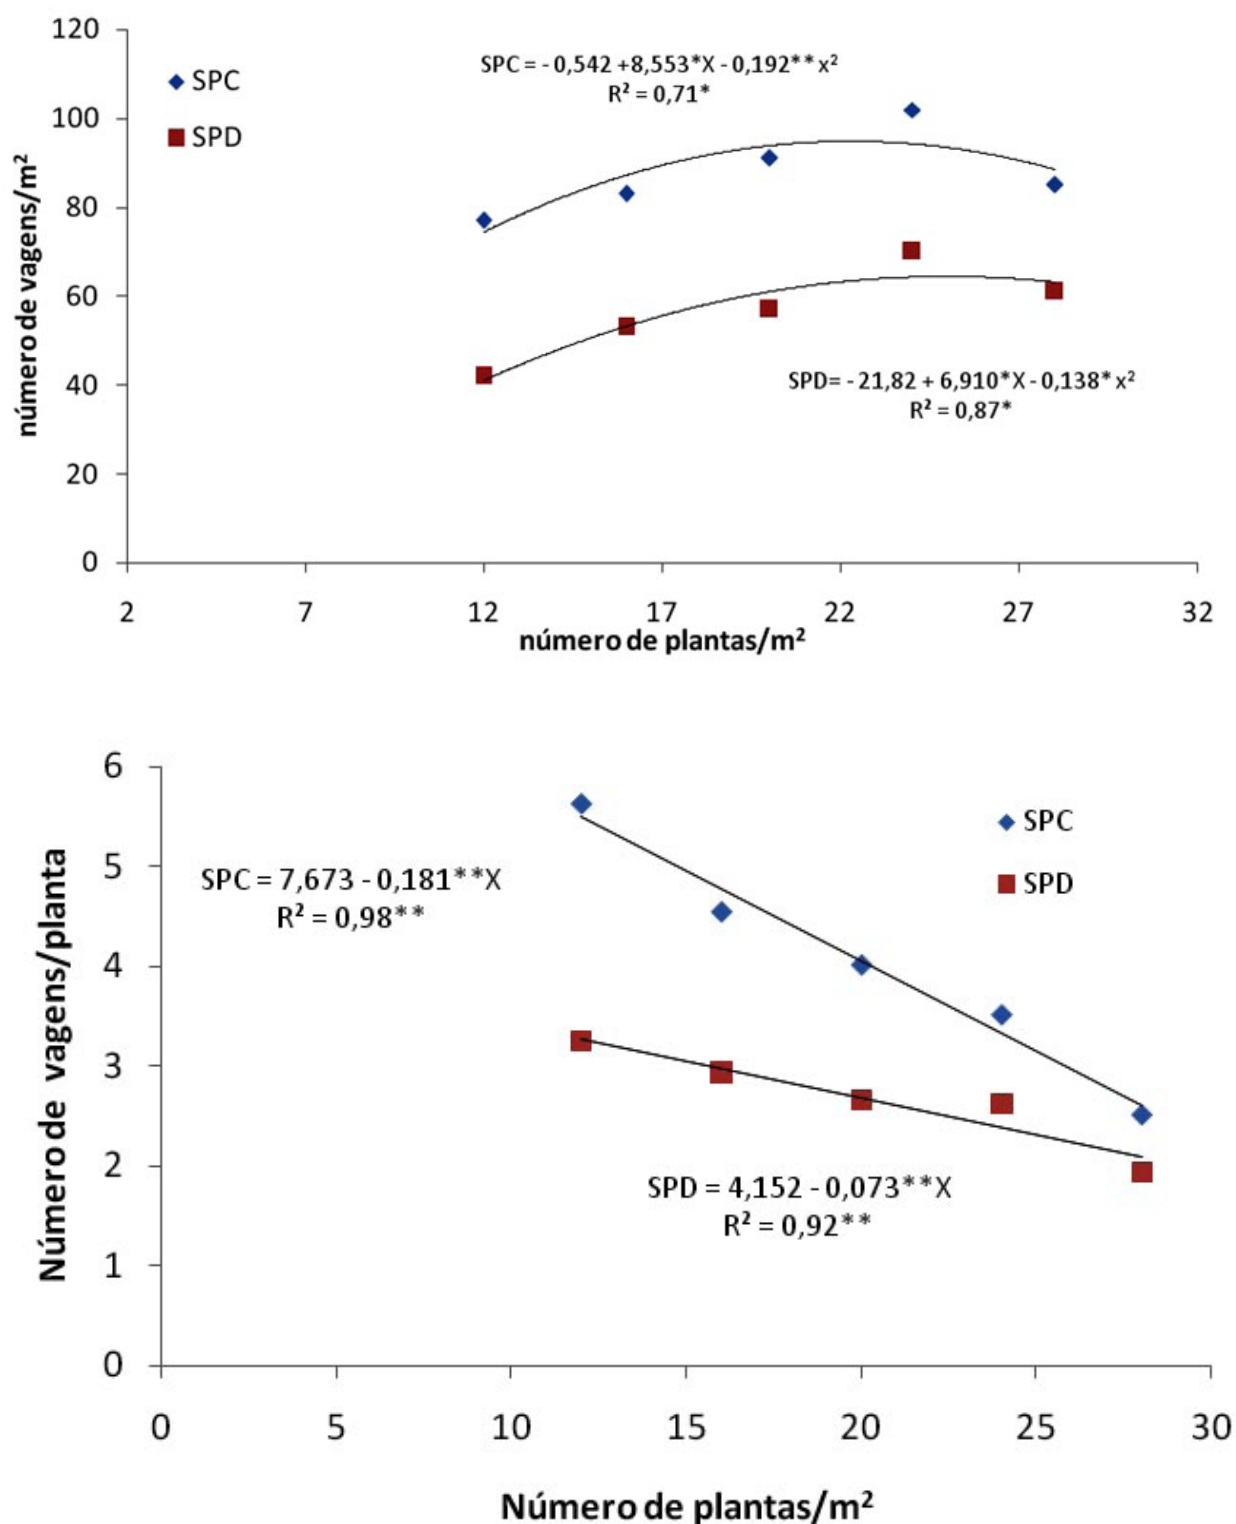 120
100
80
60
40
20
0
número de vagens/m²
SPC
SPD
SPC = - 0,542 +8,553*X - 0,192** x²
R² = 0,71*
SPD= - 21,82 + 6,910*X - 0,138* x²
R² = 0,87*
2 7 12 17 22 27 32
número de plantas/m²
6
5
4
3
2
1
0
Número de vagens/planta
SPC
SPD
SPC = 7,673 - 0,181**X
R² = 0,98**
SPD = 4,152 - 0,073**X
R² = 0,92**
0 5 10 15 20 25 30
Número de plantas/m²